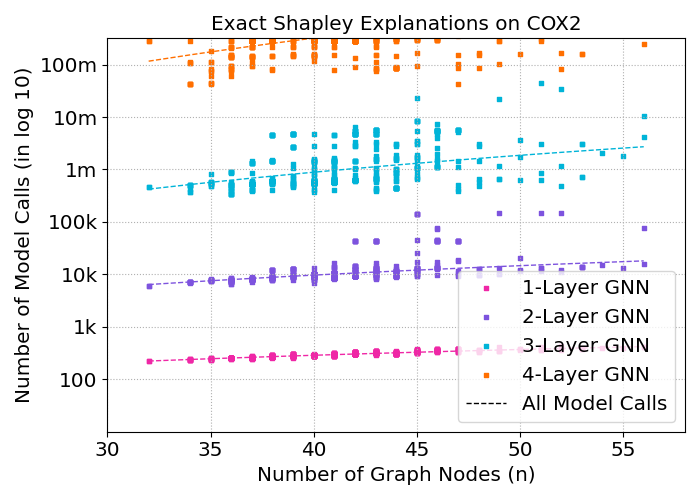 Exact Shapley Explanations on COX2
Number of Model Calls (in log 10)
100m
10m
1m
100k
10k
1k
100
30 35 40 45 50 55
Number of Graph Nodes (n)
1-Layer GNN
2-Layer GNN
3-Layer GNN
4-Layer GNN
All Model Calls